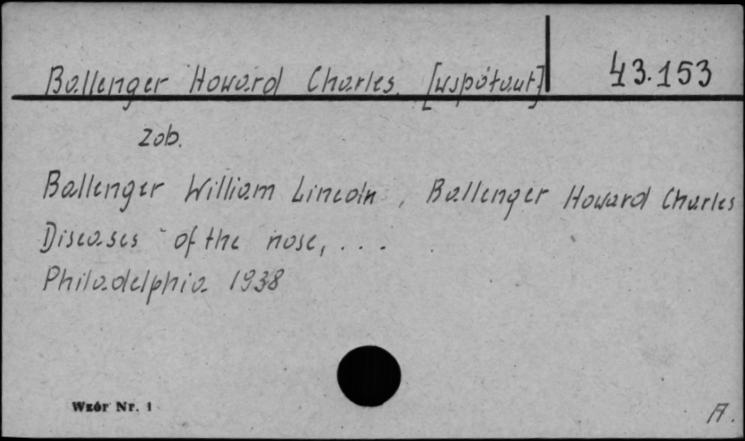 Ballenger Howard Charles. [współaut] 43.153
zob.
Ballenger William Lincoln, Ballenger Howard Charles
Diseases of the nose, ...
Philadelphia 1938
Wzór Nr. 1
A.